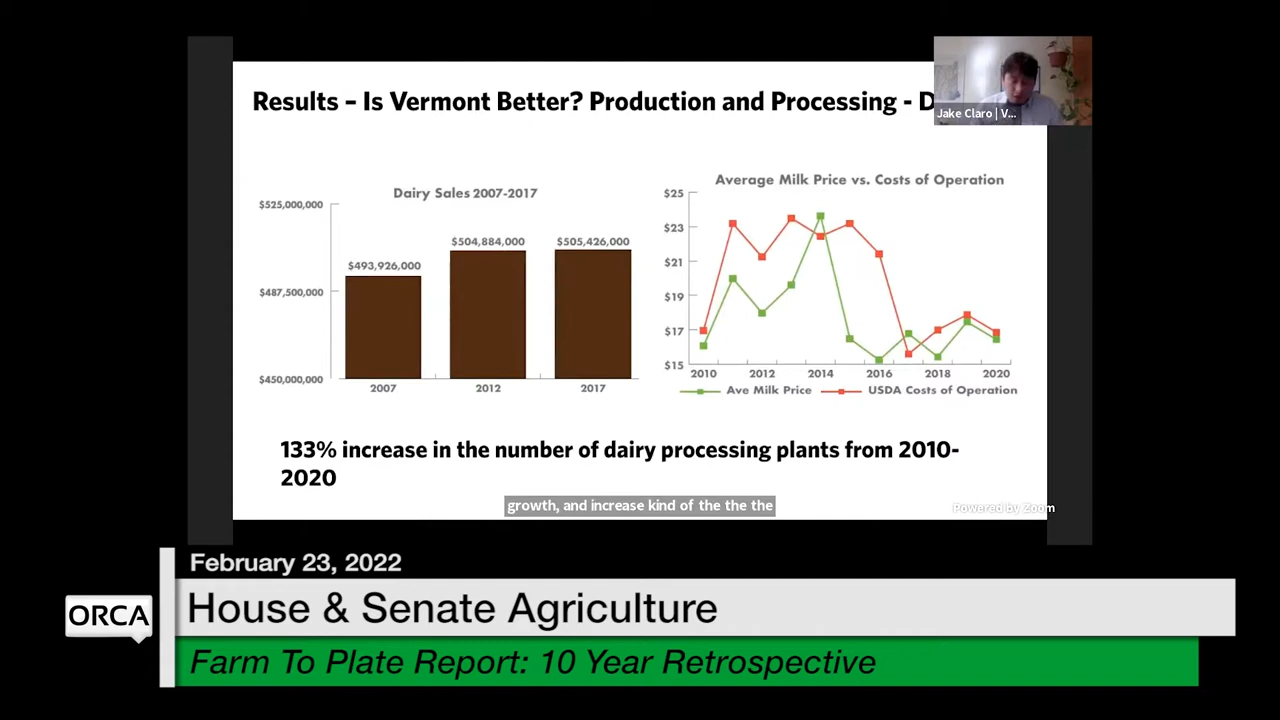 Results – Is Vermont Better? Production and Processing - D
Jake Claro | V...
Dairy Sales 2007-2017
$525,000,000
$487,500,000
$450,000,000
$493,926,000
$504,884,000
$505,426,000
2007 2012 2017
Average Milk Price vs. Costs of Operation
$25
$23
$21
$19
$17
$15
2010 2012 2014 2016 2018 2020
Ave Milk Price USDA Costs of Operation
133% increase in the number of dairy processing plants from 2010-
2020
growth, and increase kind of the the the
Powered by Zoom
February 23, 2022
ORCA
House & Senate Agriculture
Farm To Plate Report: 10 Year Retrospective